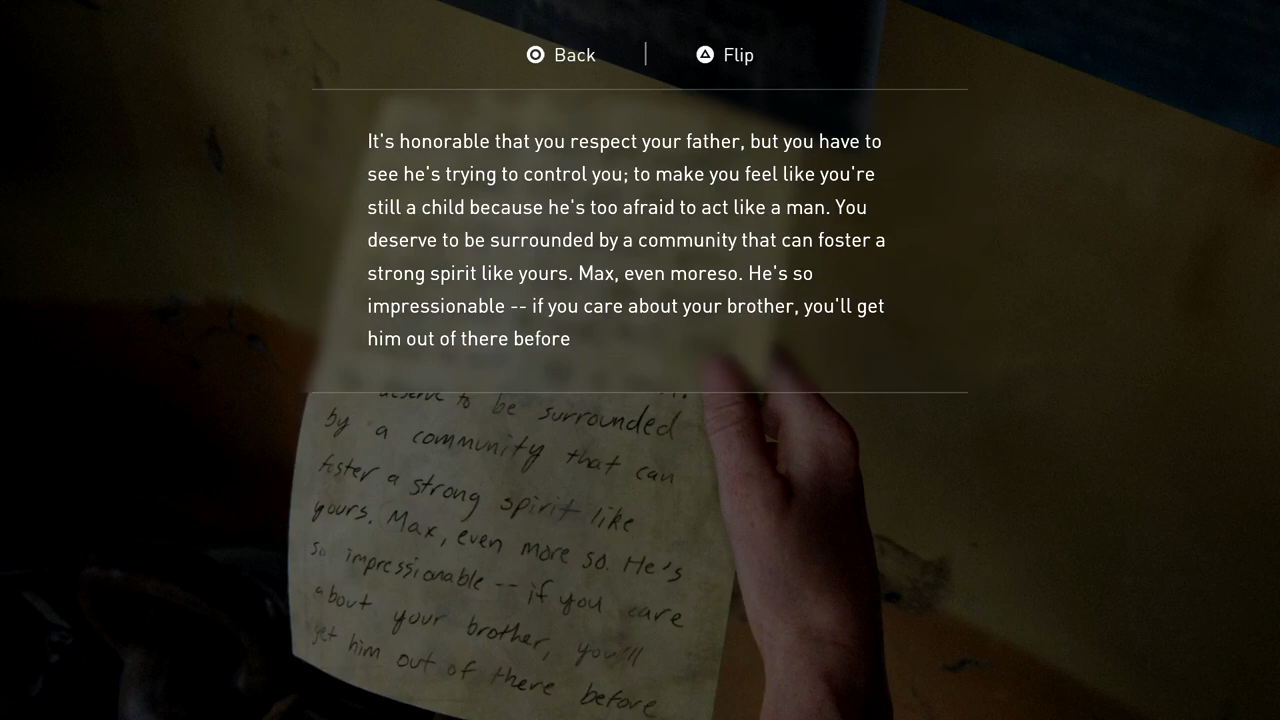 Back | Flip
It's honorable that you respect your father, but you have to
see he's trying to control you; to make you feel like you're
still a child because he's too afraid to act like a man. You
deserve to be surrounded by a community that can foster a
strong spirit like yours. Max, even moreso. He's so
impressionable -- if you care about your brother, you'll get
him out of there before
deserve to be surrounded
by a community that can
foster a strong spirit like
yours. Max, even more so. He's
so impressionable -- if you care
about your brother, you'll
get him out of there before